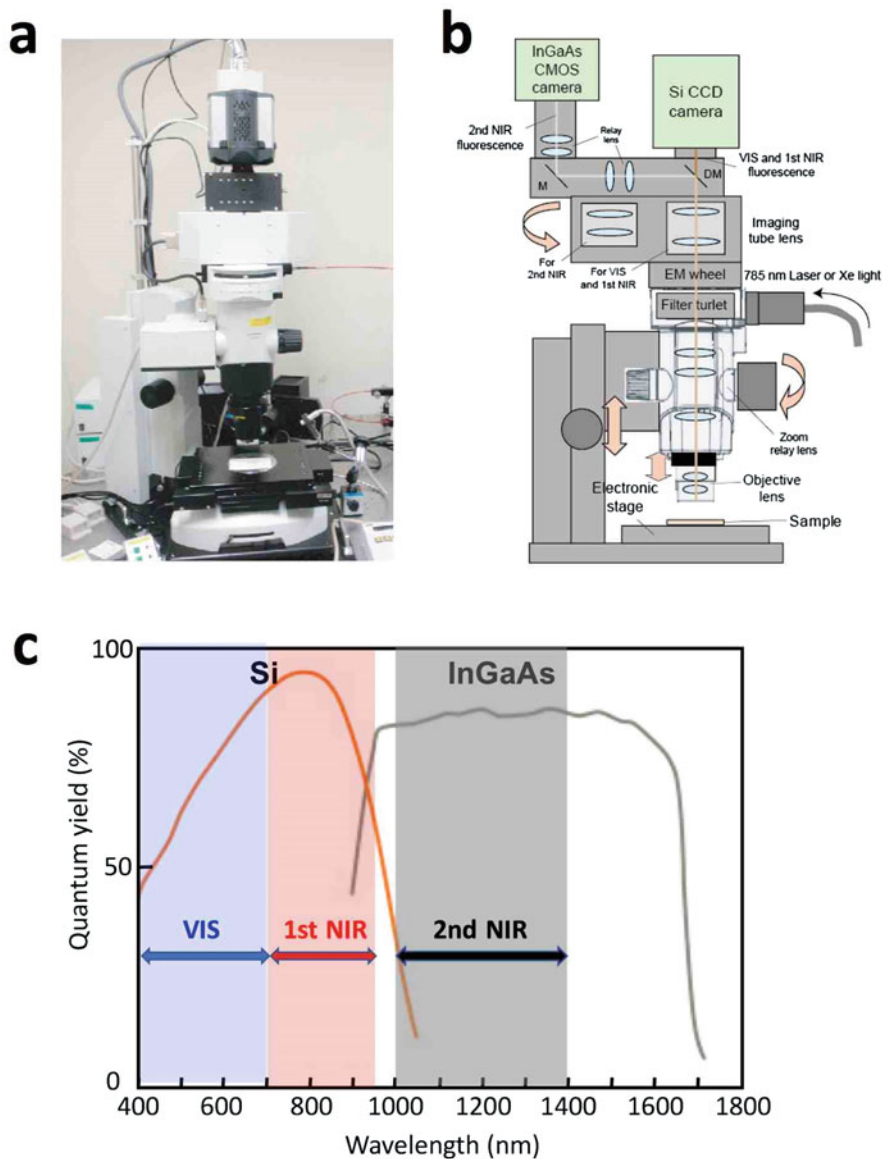 a
b
InGaAs
CMOS
camera
Si CCD
camera
2nd NIR
fluorescence
Relay
lens
VIS and 1st NIR
fluorescence
M
DM
Imaging
tube lens
For
2nd NIR
For VIS
and 1st NIR
EM wheel
785 nm Laser or Xe light
Filter turlet
Zoom
relay lens
Objective
lens
Electronic
stage
Sample
c
100
Si
InGaAs
Quantum yield (%)
50
VIS
1st NIR
2nd NIR
0
400
600
800
1000
1200
1400
1600
1800
Wavelength (nm)